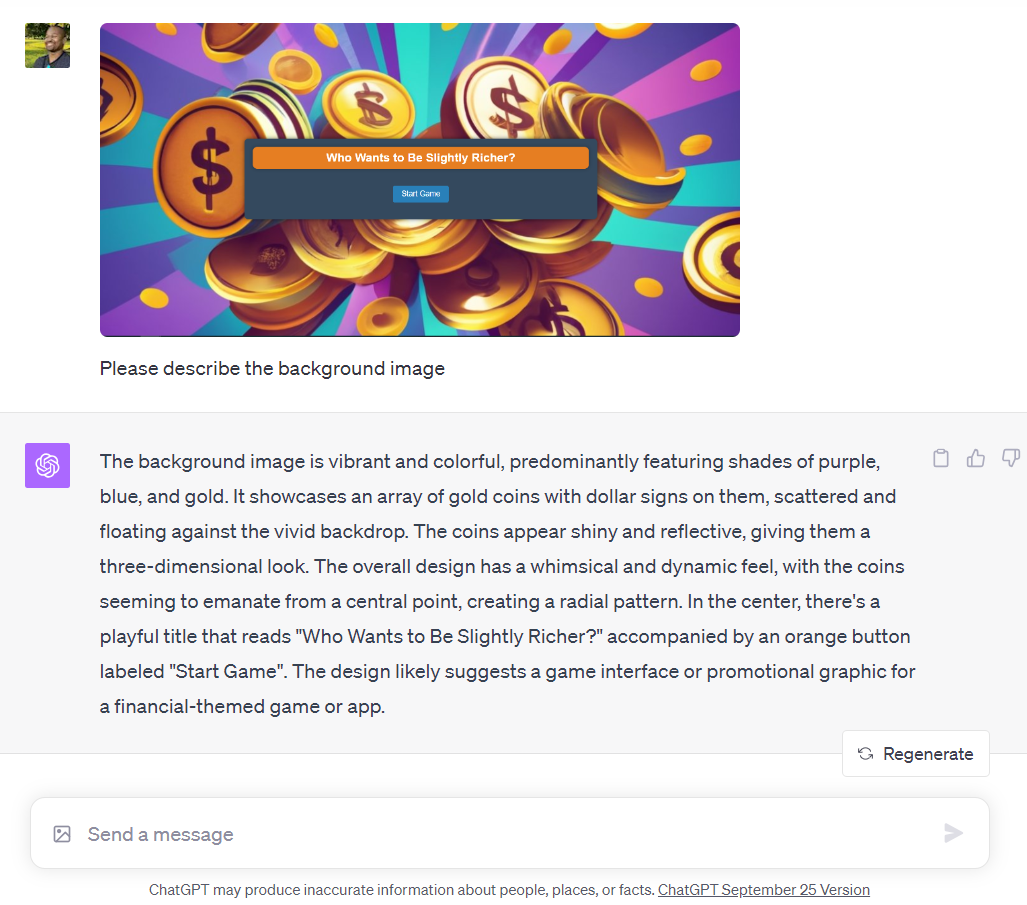 Who Wants to Be Slightly Richer?
Start Game
Please describe the background image
The background image is vibrant and colorful, predominantly featuring shades of purple,
blue, and gold. It showcases an array of gold coins with dollar signs on them, scattered and
floating against the vivid backdrop. The coins appear shiny and reflective, giving them a
three-dimensional look. The overall design has a whimsical and dynamic feel, with the coins
seeming to emanate from a central point, creating a radial pattern. In the center, there's a
playful title that reads "Who Wants to Be Slightly Richer?" accompanied by an orange button
labeled "Start Game". The design likely suggests a game interface or promotional graphic for
a financial-themed game or app.
Regenerate
Send a message
ChatGPT may produce inaccurate information about people, places, or facts. ChatGPT September 25 Version